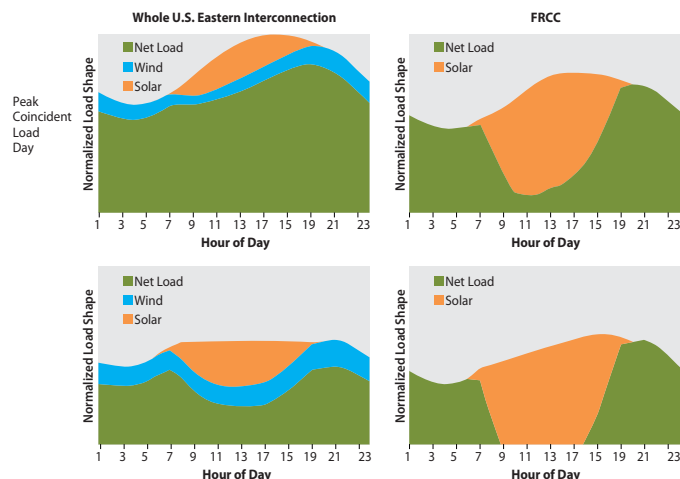 Whole U.S. Eastern Interconnection
FRCC
Peak
Coincident
Load
Day
Normalized Load Shape
Net Load
Wind
Solar
1 3 5 7 9 11 13 17 15 19 21 23
Hour of Day
Normalized Load Shape
Net Load
Solar
1 3 5 7 9 11 13 17 15 19 21 23
Hour of Day
Normalized Load Shape
Net Load
Wind
Solar
1 3 5 7 9 11 13 17 15 19 21 23
Hour of Day
Normalized Load Shape
Net Load
Solar
1 3 5 7 9 11 13 17 15 19 21 23
Hour of Day